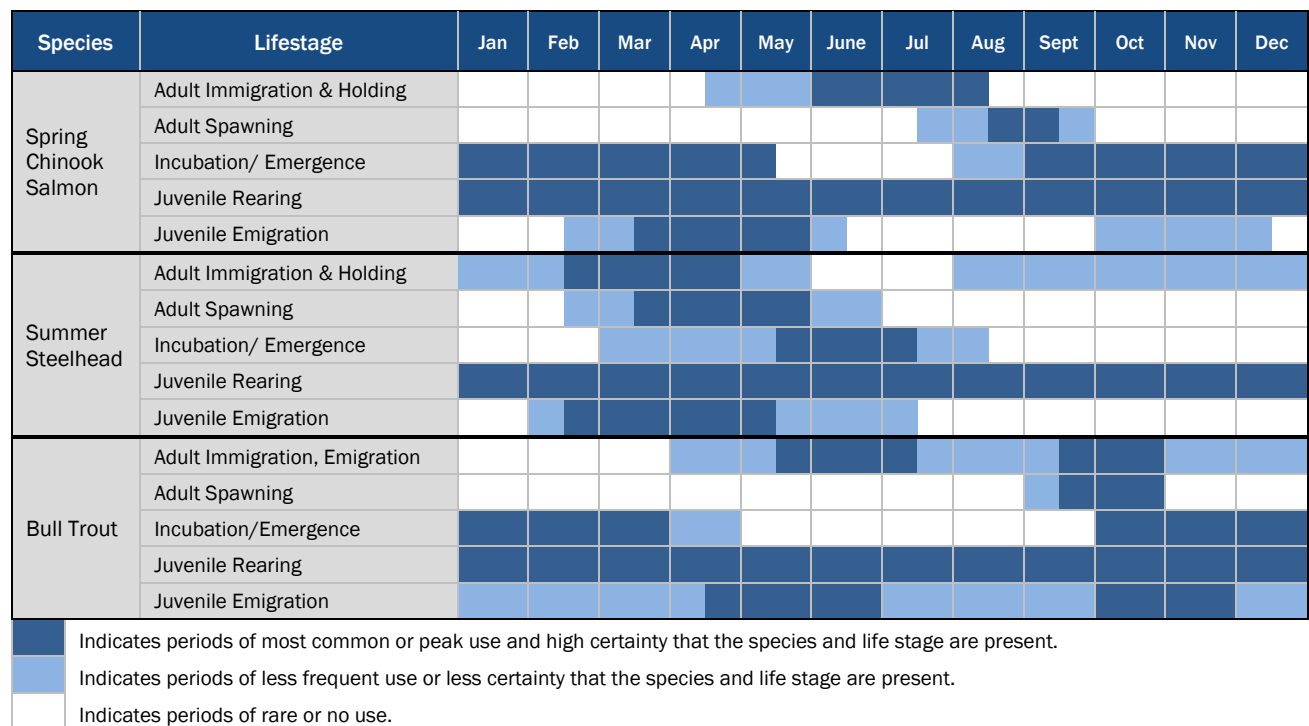 Species Lifestage Jan Feb Mar Apr May June Jul Aug Sept Oct Nov Dec
Spring
Chinook
Salmon
Adult Immigration & Holding
Adult Spawning
Incubation/ Emergence
Juvenile Rearing
Juvenile Emigration
Summer
Steelhead
Adult Immigration & Holding
Adult Spawning
Incubation/ Emergence
Juvenile Rearing
Juvenile Emigration
Bull Trout
Adult Immigration, Emigration
Adult Spawning
Incubation/Emergence
Juvenile Rearing
Juvenile Emigration
Indicates periods of most common or peak use and high certainty that the species and life stage are present.
Indicates periods of less frequent use or less certainty that the species and life stage are present.
Indicates periods of rare or no use.